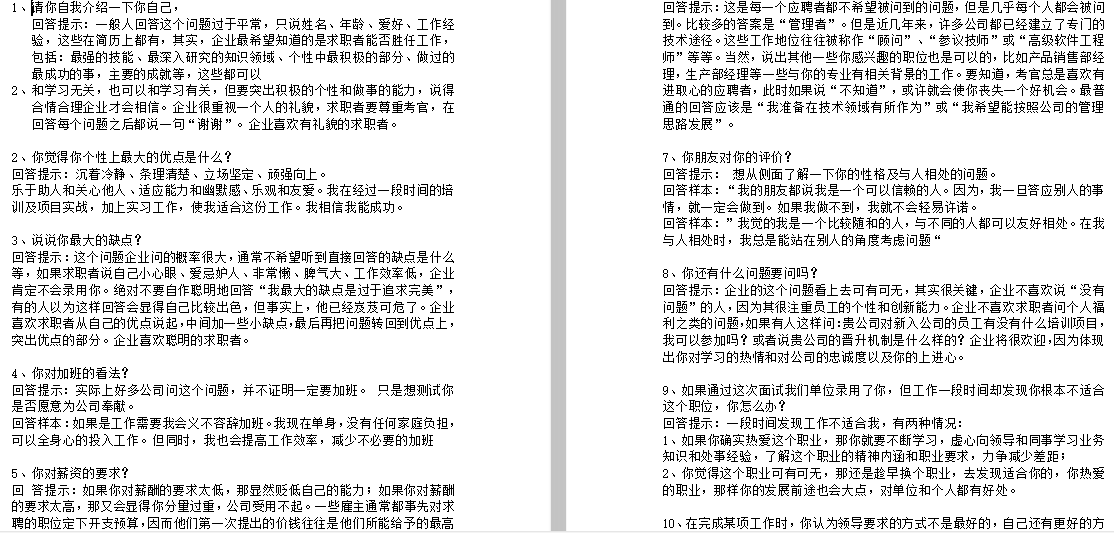 1、请你自我介绍一下你自己，
回答提示：一般人回答这个问题过于平常，只说姓名、年龄、爱好、工作经
验，这些在简历上都有，其实，企业最希望知道的是求职者能否胜任工作，
包括：最强的技能、最深入研究的知识领域、个性中最积极的部分、做过的
最成功的事，主要的成就等，这些都可以
2、和学习无关，也可以和学习有关，但要突出积极的个性和做事的能力，说得
合情合理企业才会相信。企业很重视一个人的礼貌，求职者要尊重考官，在
回答每个问题之后都说一句“谢谢”。企业喜欢有礼貌的求职者。
2、你觉得你个性上最大的优点是什么？
回答提示：沉着冷静、条理清楚、立场坚定、顽强向上。
乐于助人和关心他人、适应能力和幽默感、乐观和友爱。我在经过一段时间的培
训及项目实战，加上实习工作，使我适合这份工作。我相信我能成功。
3、说说你最大的缺点？
回答提示：这个问题企业问的概率很大，通常不希望听到直接回答的缺点是什么
等，如果求职者说自己小心眼、爱忌妒人、非常懒、脾气大、工作效率低，企业
肯定不会录用你。绝对不要自作聪明地回答“我最大的缺点是过于追求完美”，
有的人以为这样回答会显得自己比较出色，但事实上，他已经岌芨可危了。企业
喜欢求职者从自己的优点说起，中间加一些小缺点，最后再把问题转回到优点上，
突出优点的部分。企业喜欢聪明的求职者。
4、你对加班的看法？
回答提示：实际上好多公司问这个问题，并不证明一定要加班。 只是想测试你
是否愿意为公司奉献。
回答样本：如果是工作需要我会义不容辞加班。我现在单身，没有任何家庭负担，
可以全身心的投入工作。但同时，我也会提高工作效率，减少不必要的加班
5、你对薪资的要求？
回 答提示：如果你对薪酬的要求太低，那显然贬低自己的能力；如果你对薪酬
的要求太高，那又会显得你分量过重，公司受用不起。一些雇主通常都事先对求
聘的职位定下开支预算，因而他们第一次提出的价钱往往是他们所能给予的最高
回答提示：这是每一个应聘者都不希望被问到的问题，但是几乎每个人都会被问
到。比较多的答案是“管理者”。但是近几年来，许多公司都已经建立了专门的
技术途径。这些工作地位往往被称作“顾问”、“参议技师”或“高级软件工程
师”等等。当然，说出其他一些你感兴趣的职位也是可以的，比如产品销售部经
理，生产部经理等一些与你的专业有相关背景的工作。要知道，考官总是喜欢有
进取心的应聘者，此时如果说“不知道”，或许就会使你丧失一个好机会。最普
通的回答应该是“我准备在技术领域有所作为”或“我希望能按照公司的管理
思路发展”。
7、你朋友对你的评价？
回答提示： 想从侧面了解一下你的性格及与人相处的问题。
回答样本：“我的朋友都说我是一个可以信赖的人。因为，我一旦答应别人的事
情，就一定会做到。如果我做不到，我就不会轻易许诺。
回答样本：”我觉的我是一个比较随和的人，与不同的人都可以友好相处。在我
与人相处时，我总是能站在别人的角度考虑问题“
8、你还有什么问题要问吗？
回答提示：企业的这个问题看上去可有可无，其实很关键，企业不喜欢说“没有
问题”的人，因为其很注重员工的个性和创新能力。企业不喜欢求职者问个人福
利之类的问题，如果有人这样问：贵公司对新入公司的员工有没有什么培训项目，
我可以参加吗？或者说贵公司的晋升机制是什么样的？企业将很欢迎，因为体现
出你对学习的热情和对公司的忠诚度以及你的上进心。
9、如果通过这次面试我们单位录用了你，但工作一段时间却发现你根本不适合
这个职位，你怎么办？
回答提示：一段时间发现工作不适合我，有两种情况：
1、如果你确实热爱这个职业，那你就要不断学习，虚心向领导和同事学习业务
知识和处事经验，了解这个职业的精神内涵和职业要求，力争减少差距；
2、你觉得这个职业可有可无，那还是趁早换个职业，去发现适合你的，你热爱
的职业，那样你的发展前途也会大点，对单位和个人都有好处。
10、在完成某项工作时，你认为领导要求的方式不是最好的，自己还有更好的方